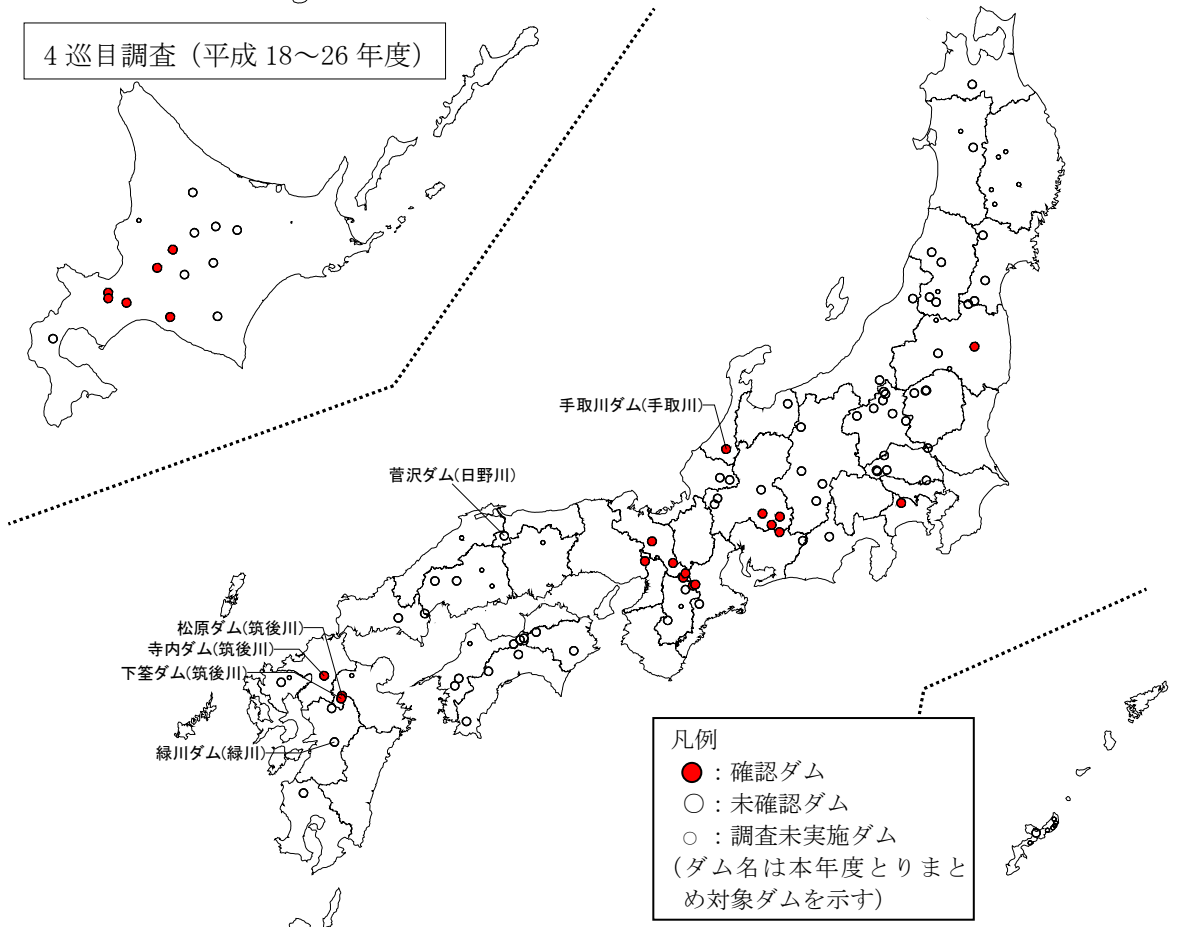 4巡目調査（平成 18～26 年度）
手取川ダム(手取川)
菅沢ダム(日野川)
松原ダム(筑後川)
寺内ダム(筑後川)
下筌ダム(筑後川)
緑川ダム(緑川)
凡例
：確認ダム
：未確認ダム
：調査未実施ダム
(ダム名は本年度とりまと
め対象ダムを示す)